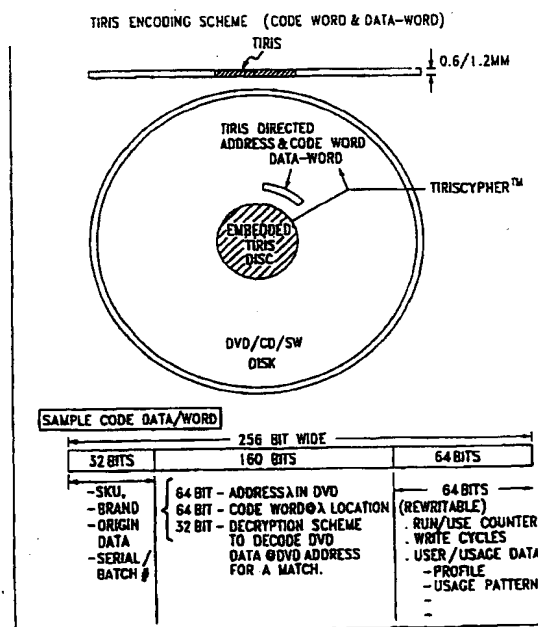 TIRIS ENCODING SCHEME (CODE WORD & DATA-WORD)
TIRIS
0.6/1.2MM
TIRIS DIRECTED
ADDRESS & CODE WORD
DATA-WORD
TIRISCYPHER™
EMBEDDED
TIRIS
DISC
DVD/CD/SW
DISK
SAMPLE CODE DATA/WORD
256 BIT WIDE
32 BITS 160 BITS 64 BITS
-SKU,
-BRAND
-ORIGIN
DATA
-SERIAL/
BATCH #
64 BIT - ADDRESS λ IN DVD
64 BIT - CODE WORD @ λ LOCATION
32 BIT - DECRYPTION SCHEME
TO DECODE DVD
DATA @ DVD ADDRESS
FOR A MATCH.
64 BITS
(REWRITABLE)
. RUN/USE COUNTER
. WRITE CYCLES
. USER/USAGE DATA
-PROFILE
-USAGE PATTERN
-
-